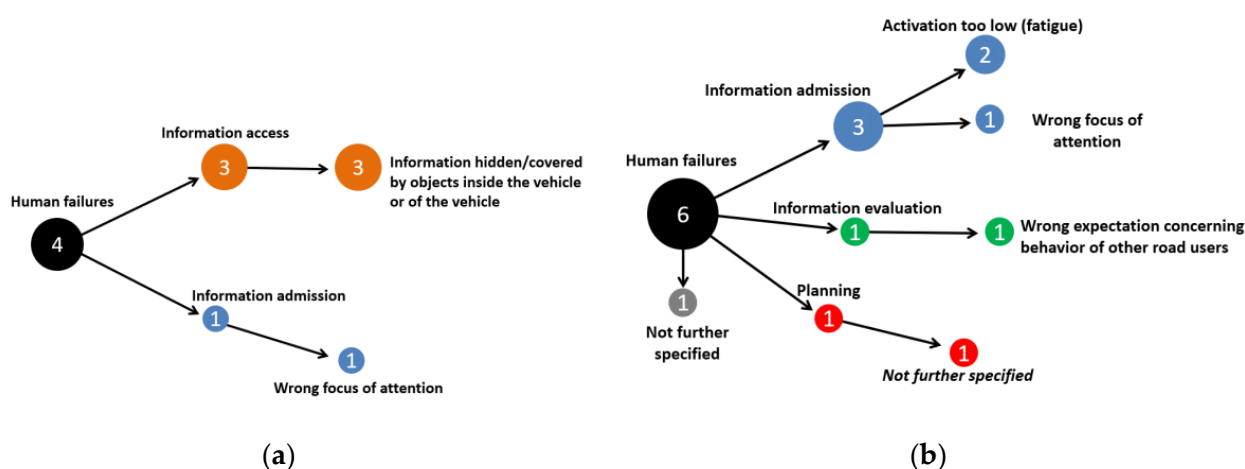 Information access
3
3
Information hidden/covered
by objects inside the vehicle
or of the vehicle
Human failures
4
Information admission
1
1
Wrong focus of attention
(a)
Activation too low (fatigue)
2
Information admission
3
1
Wrong focus of
attention
Human failures
6
Information evaluation
1
1
Wrong expectation concerning
behavior of other road users
1
Not further
specified
Planning
1
1
Not further specified
(b)